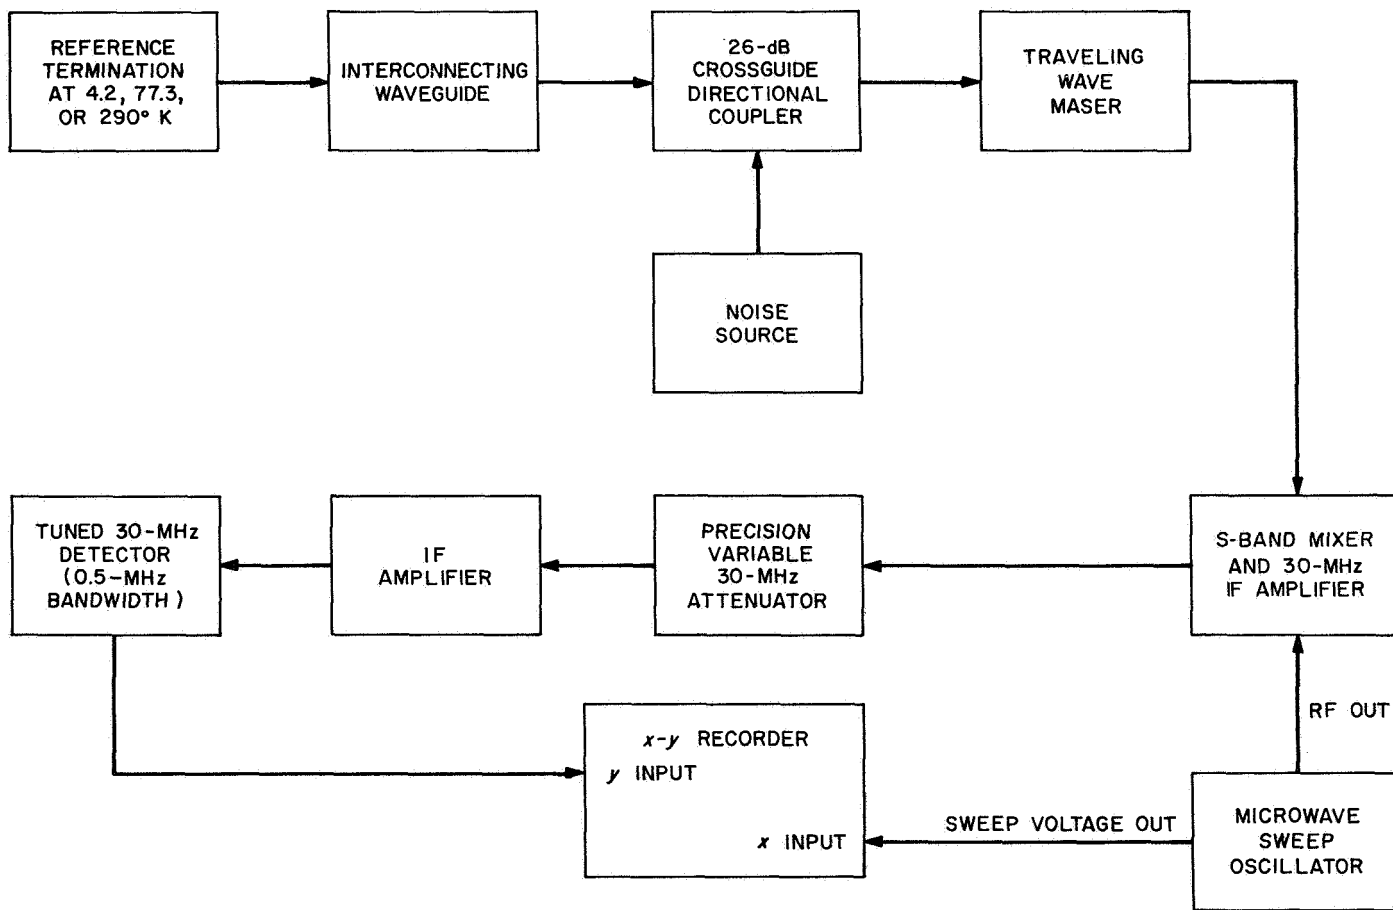 REFERENCE
TERMINATION
AT 4.2, 77.3,
OR 290° K
INTERCONNECTING
WAVEGUIDE
26-dB
CROSSGUIDE
DIRECTIONAL
COUPLER
TRAVELING
WAVE
MASER
NOISE
SOURCE
TUNED 30-MHz
DETECTOR
(0.5-MHz
BANDWIDTH)
IF
AMPLIFIER
PRECISION
VARIABLE
30-MHz
ATTENUATOR
S-BAND MIXER
AND 30-MHz
IF AMPLIFIER
RF OUT
x-y RECORDER
y INPUT
x INPUT
SWEEP VOLTAGE OUT
MICROWAVE
SWEEP
OSCILLATOR